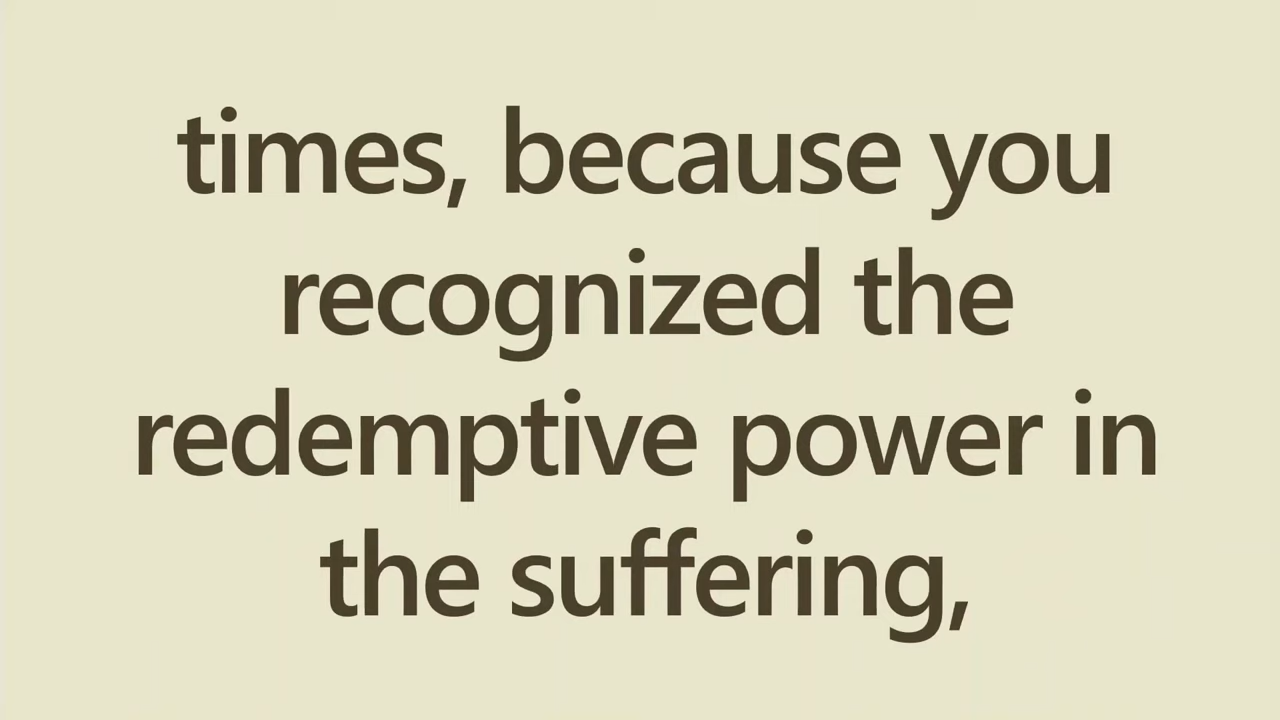 times, because you
recognized the
redemptive power in
the suffering,